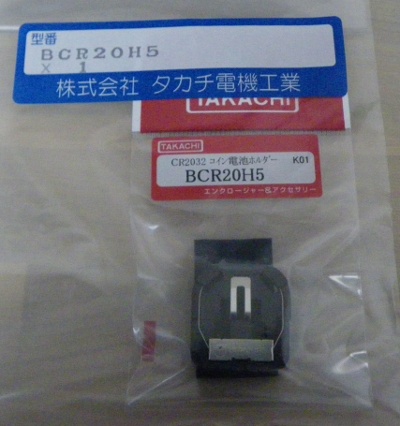 型番
BCR20H5
× 1
株式会社 タカチ電機工業
TAKACHI
TAKACHI
CR2032 コイン電池ホルダー K01
BCR20H5
エンクロージャー&アクセサリー